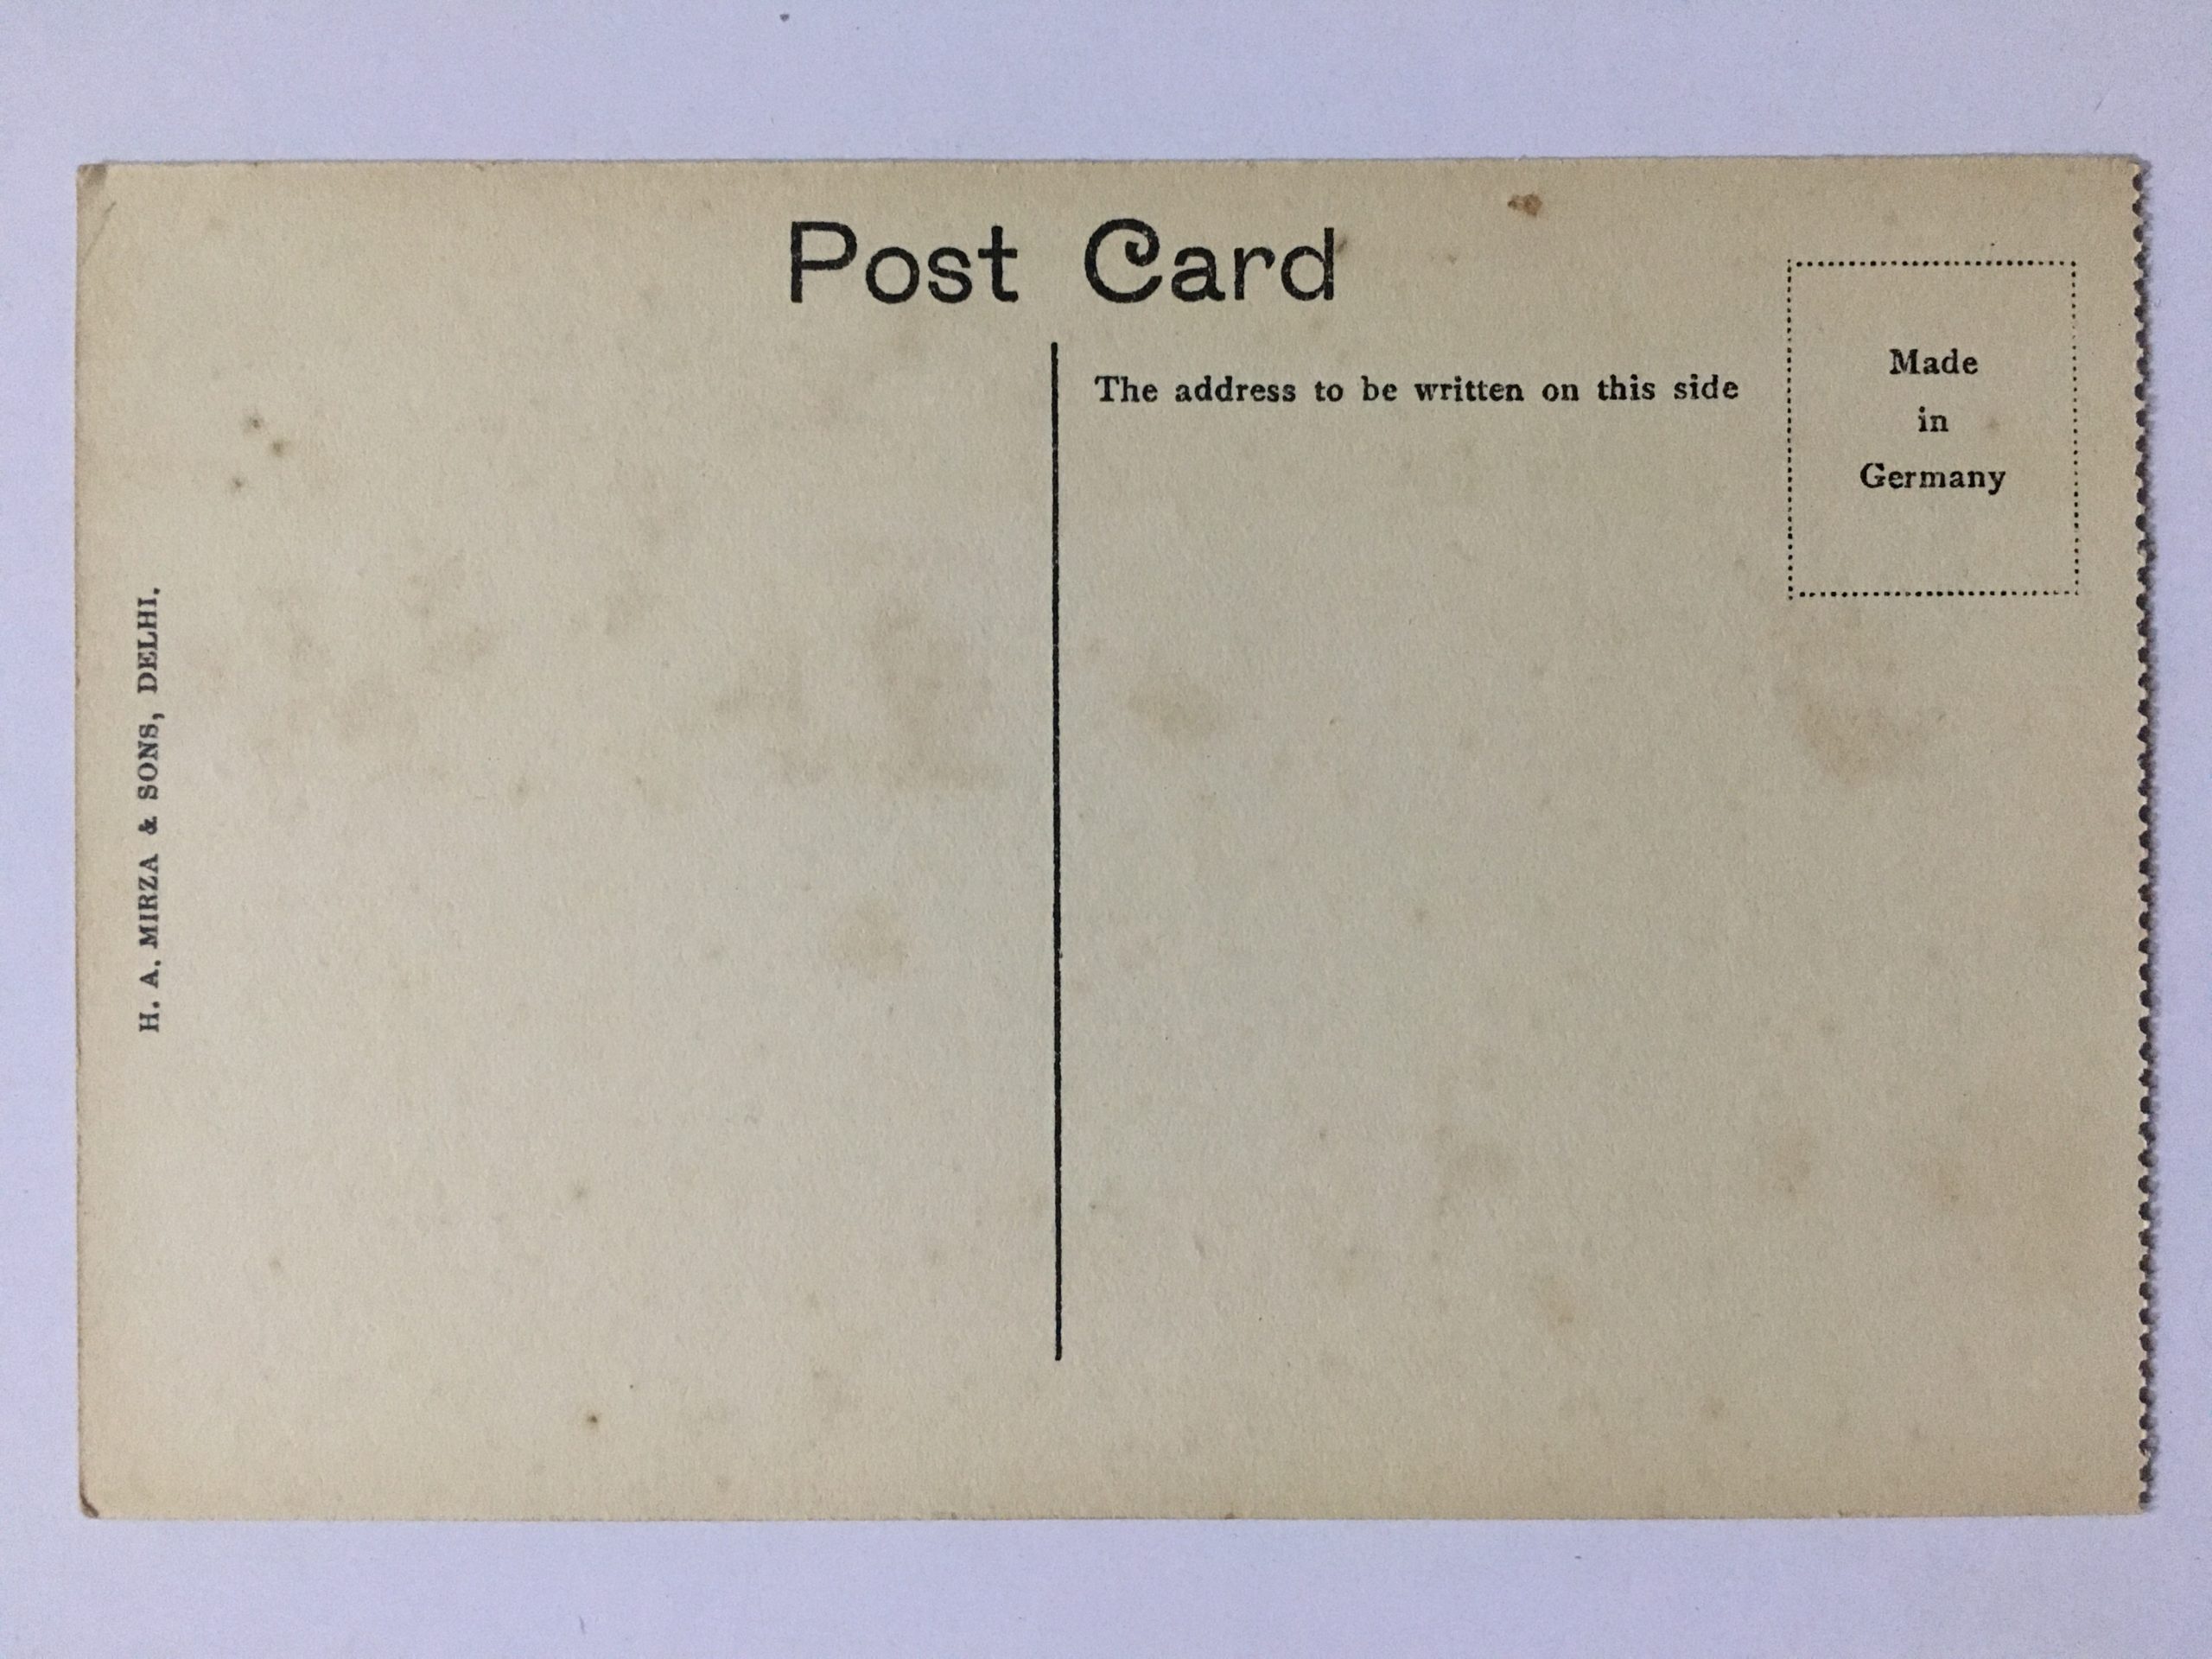 Post Card
The address to be written on this side
Made
in
Germany
H. A. MIRZA & SONS, DELHI.